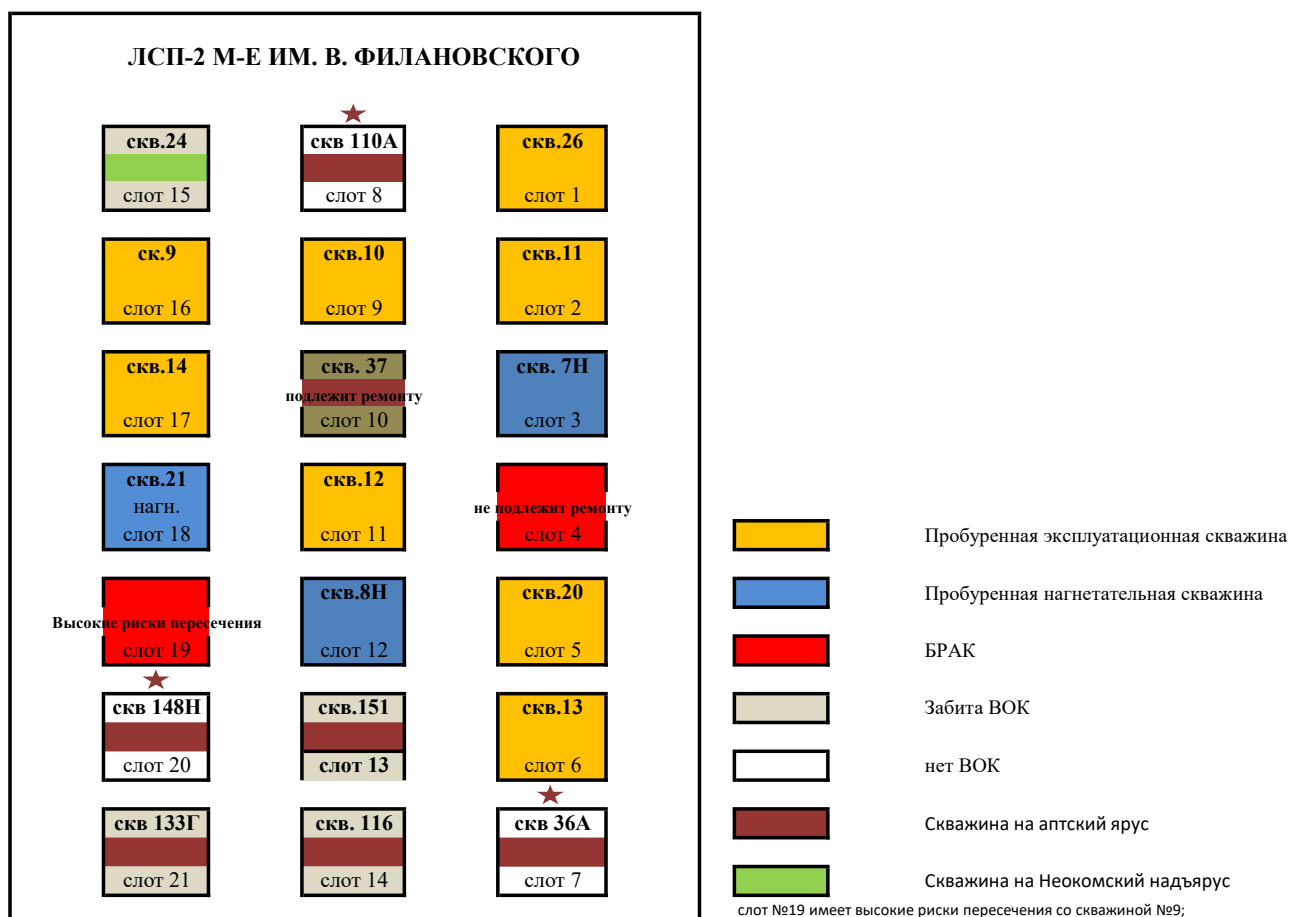 ЛСП-2 М-Е ИМ. В. ФИЛАНОВСКОГО
скв.24
слот 15
скв 110А
слот 8
скв.26
слот 1
ск.9
слот 16
скв.10
слот 9
скв.11
слот 2
скв.14
слот 17
скв. 37
подлежит ремонту
слот 10
скв. 7Н
слот 3
скв.21
нагн.
слот 18
скв.12
слот 11
не подлежит ремонту
слот 4
Высокие риски пересечения
слот 19
скв.8Н
слот 12
скв.20
слот 5
скв 148Н
слот 20
скв.151
слот 13
скв.13
слот 6
скв 133Г
слот 21
скв. 116
слот 14
скв 36А
слот 7
Пробуренная эксплуатационная скважина
Пробуренная нагнетательная скважина
БРАК
Забита ВОК
нет ВОК
Скважина на аптский ярус
Скважина на Неокомский надъярус
слот №19 имеет высокие риски пересечения со скважиной №9;